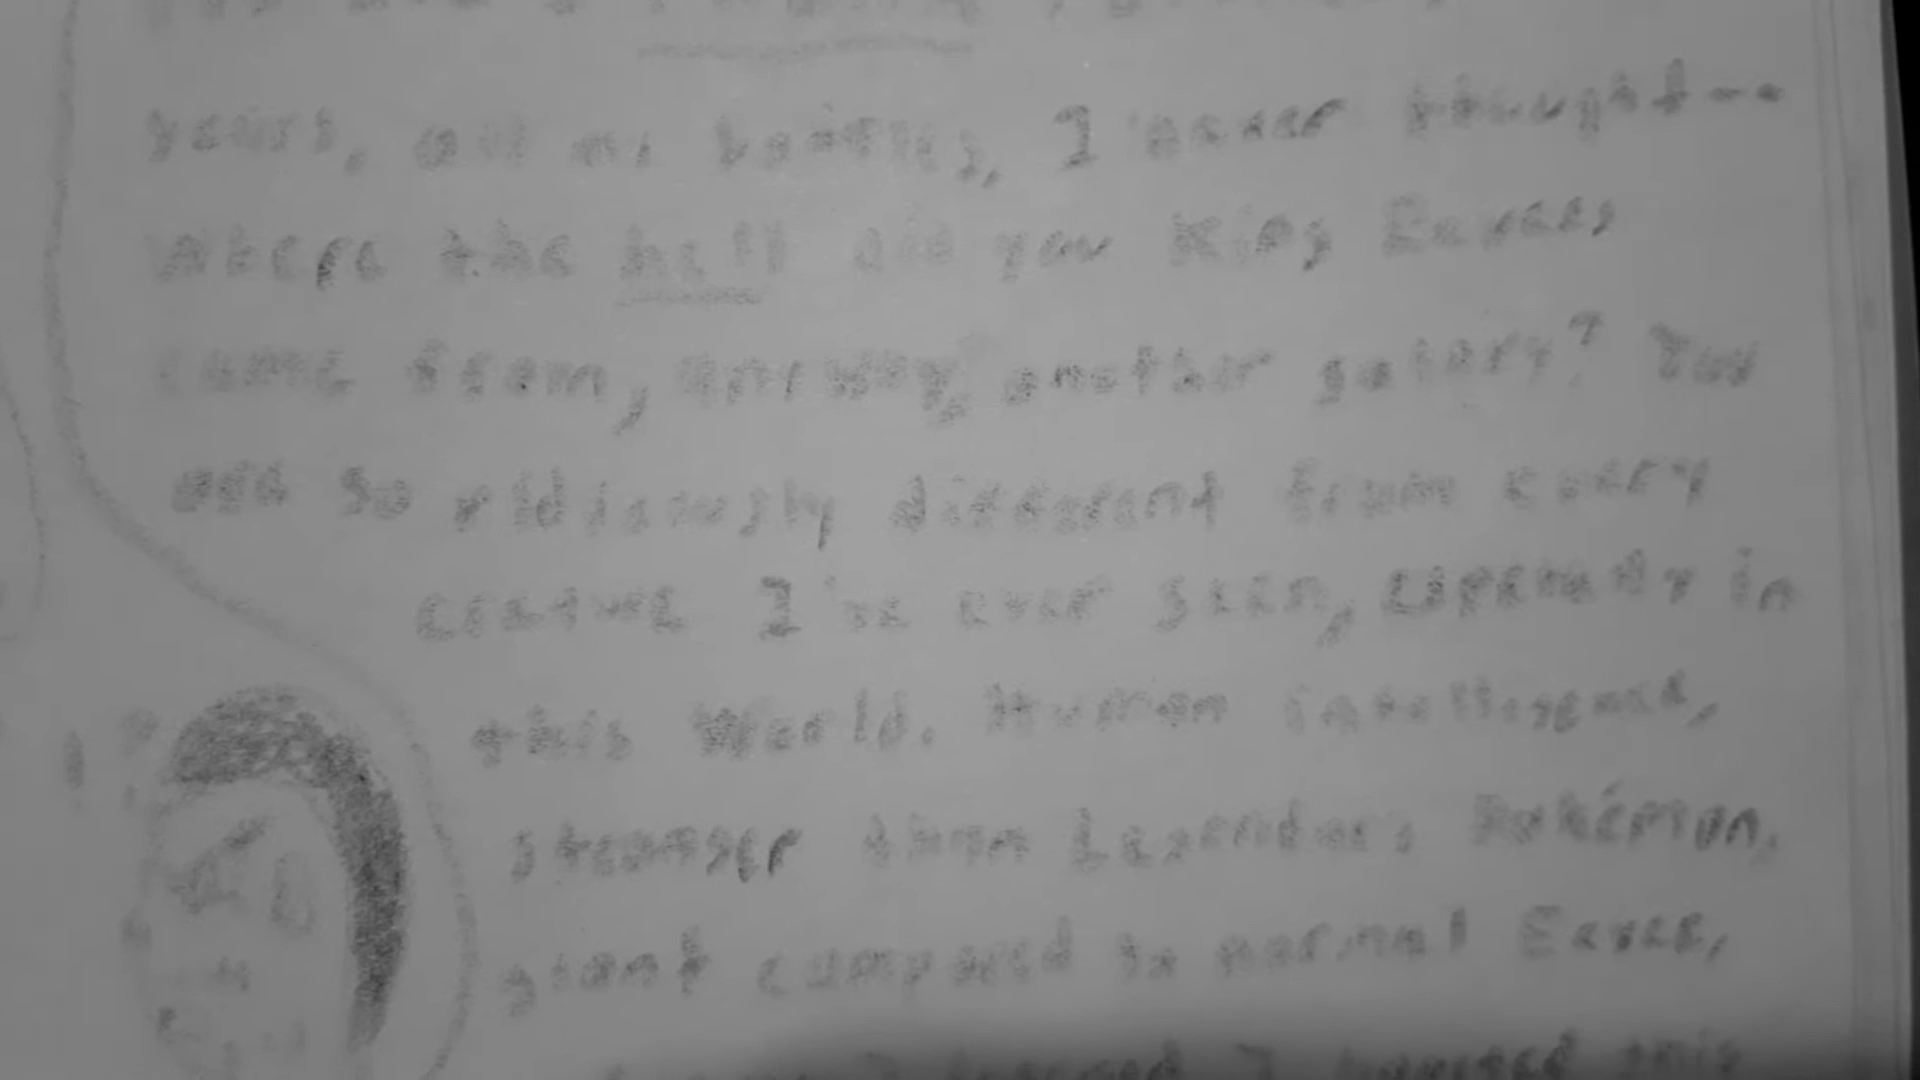 years, all my battles, I never thought--
Where the hell did you King Eevees
came from, anyway, another galaxy? You
are so ridiculously different from every
creature I've ever seen, especially in
this World. Human intelligence,
stronger than Legendary Pokémon,
giant compared to normal Eevee,
I I this